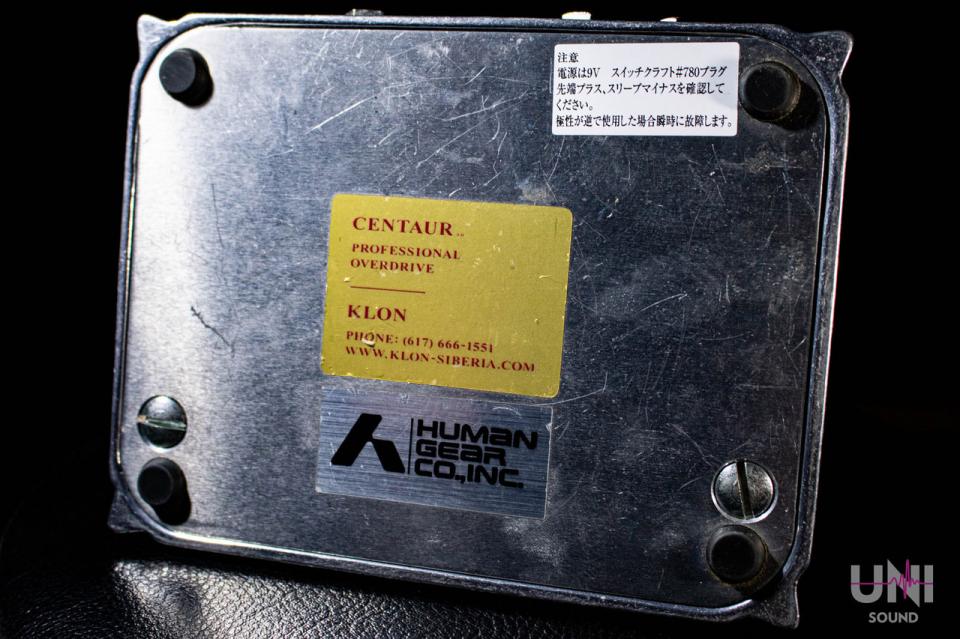 注意
電源は9V スイッチクラフト#780プラグ
先端プラス、スリーブマイナスを確認して
ください。
極性が逆で使用した場合瞬時に故障します。
CENTAUR™
PROFESSIONAL
OVERDRIVE
KLON
PHONE: (617) 666-1551
WWW.KLON-SIBERIA.COM
HUMAN
GEAR
CO.,INC.
UNI
SOUND